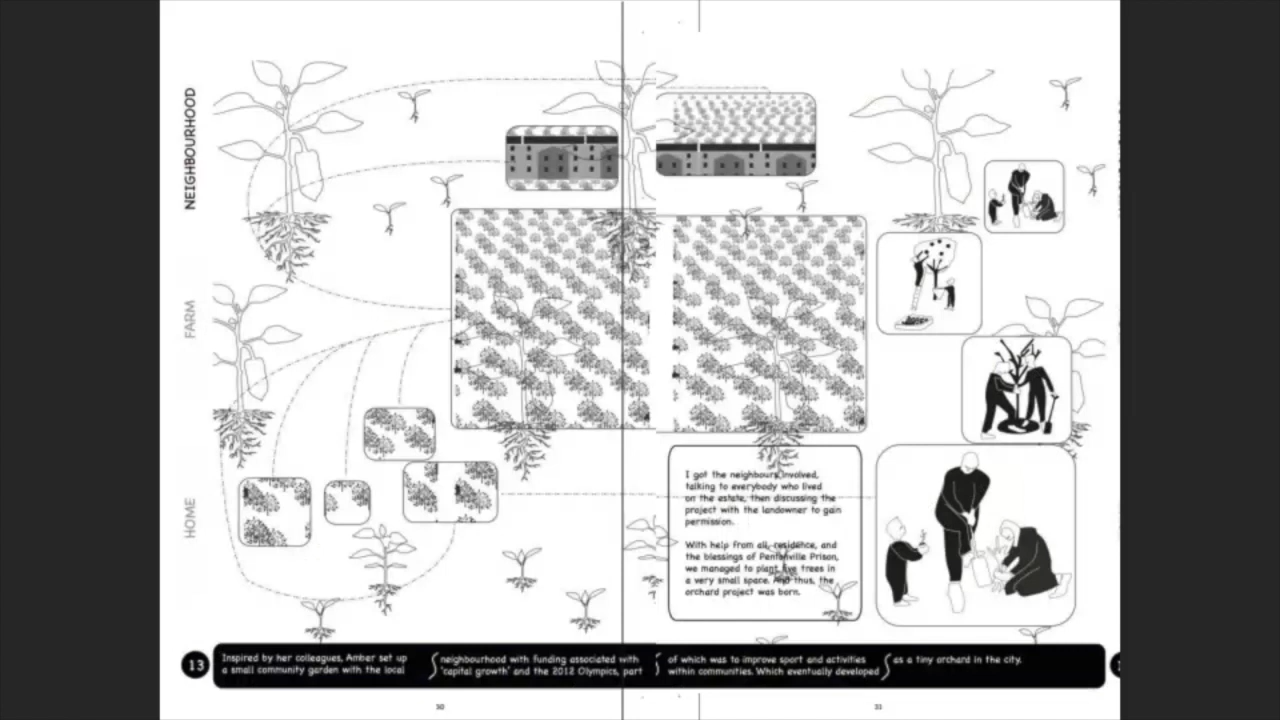 NEIGHBOURHOOD
FARM
HOME
I got the neighbours involved,
talking to everybody who lived
on the estate, then discussing the
project with the landowner to gain
permission.
With help from all, residence, and
the blessings of Pentonville Prison,
we managed to plant five trees in
a very small space. And thus, the
orchard project was born.
13
Inspired by her colleagues, Amber set up
a small community garden with the local
neighbourhood with funding associated with
'capital growth' and the 2012 Olympics, part
of which was to improve sport and activities
within communities. Which eventually developed
as a tiny orchard in the city.
30
31